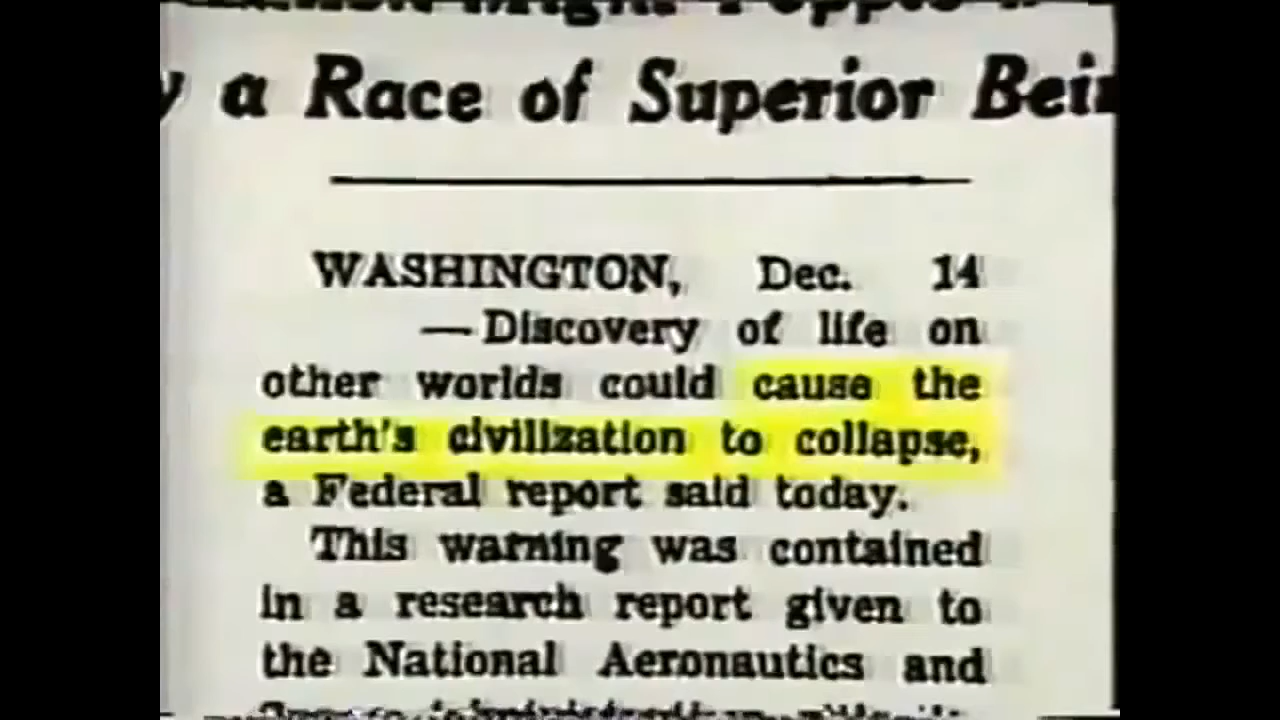 a Race of Superior
WASHINGTON, Dec. 14
— Discovery of life on
other worlds could cause the
earth's civilization to collapse,
a Federal report said today.
This warning was contained
in a research report given to
the National Aeronautics and